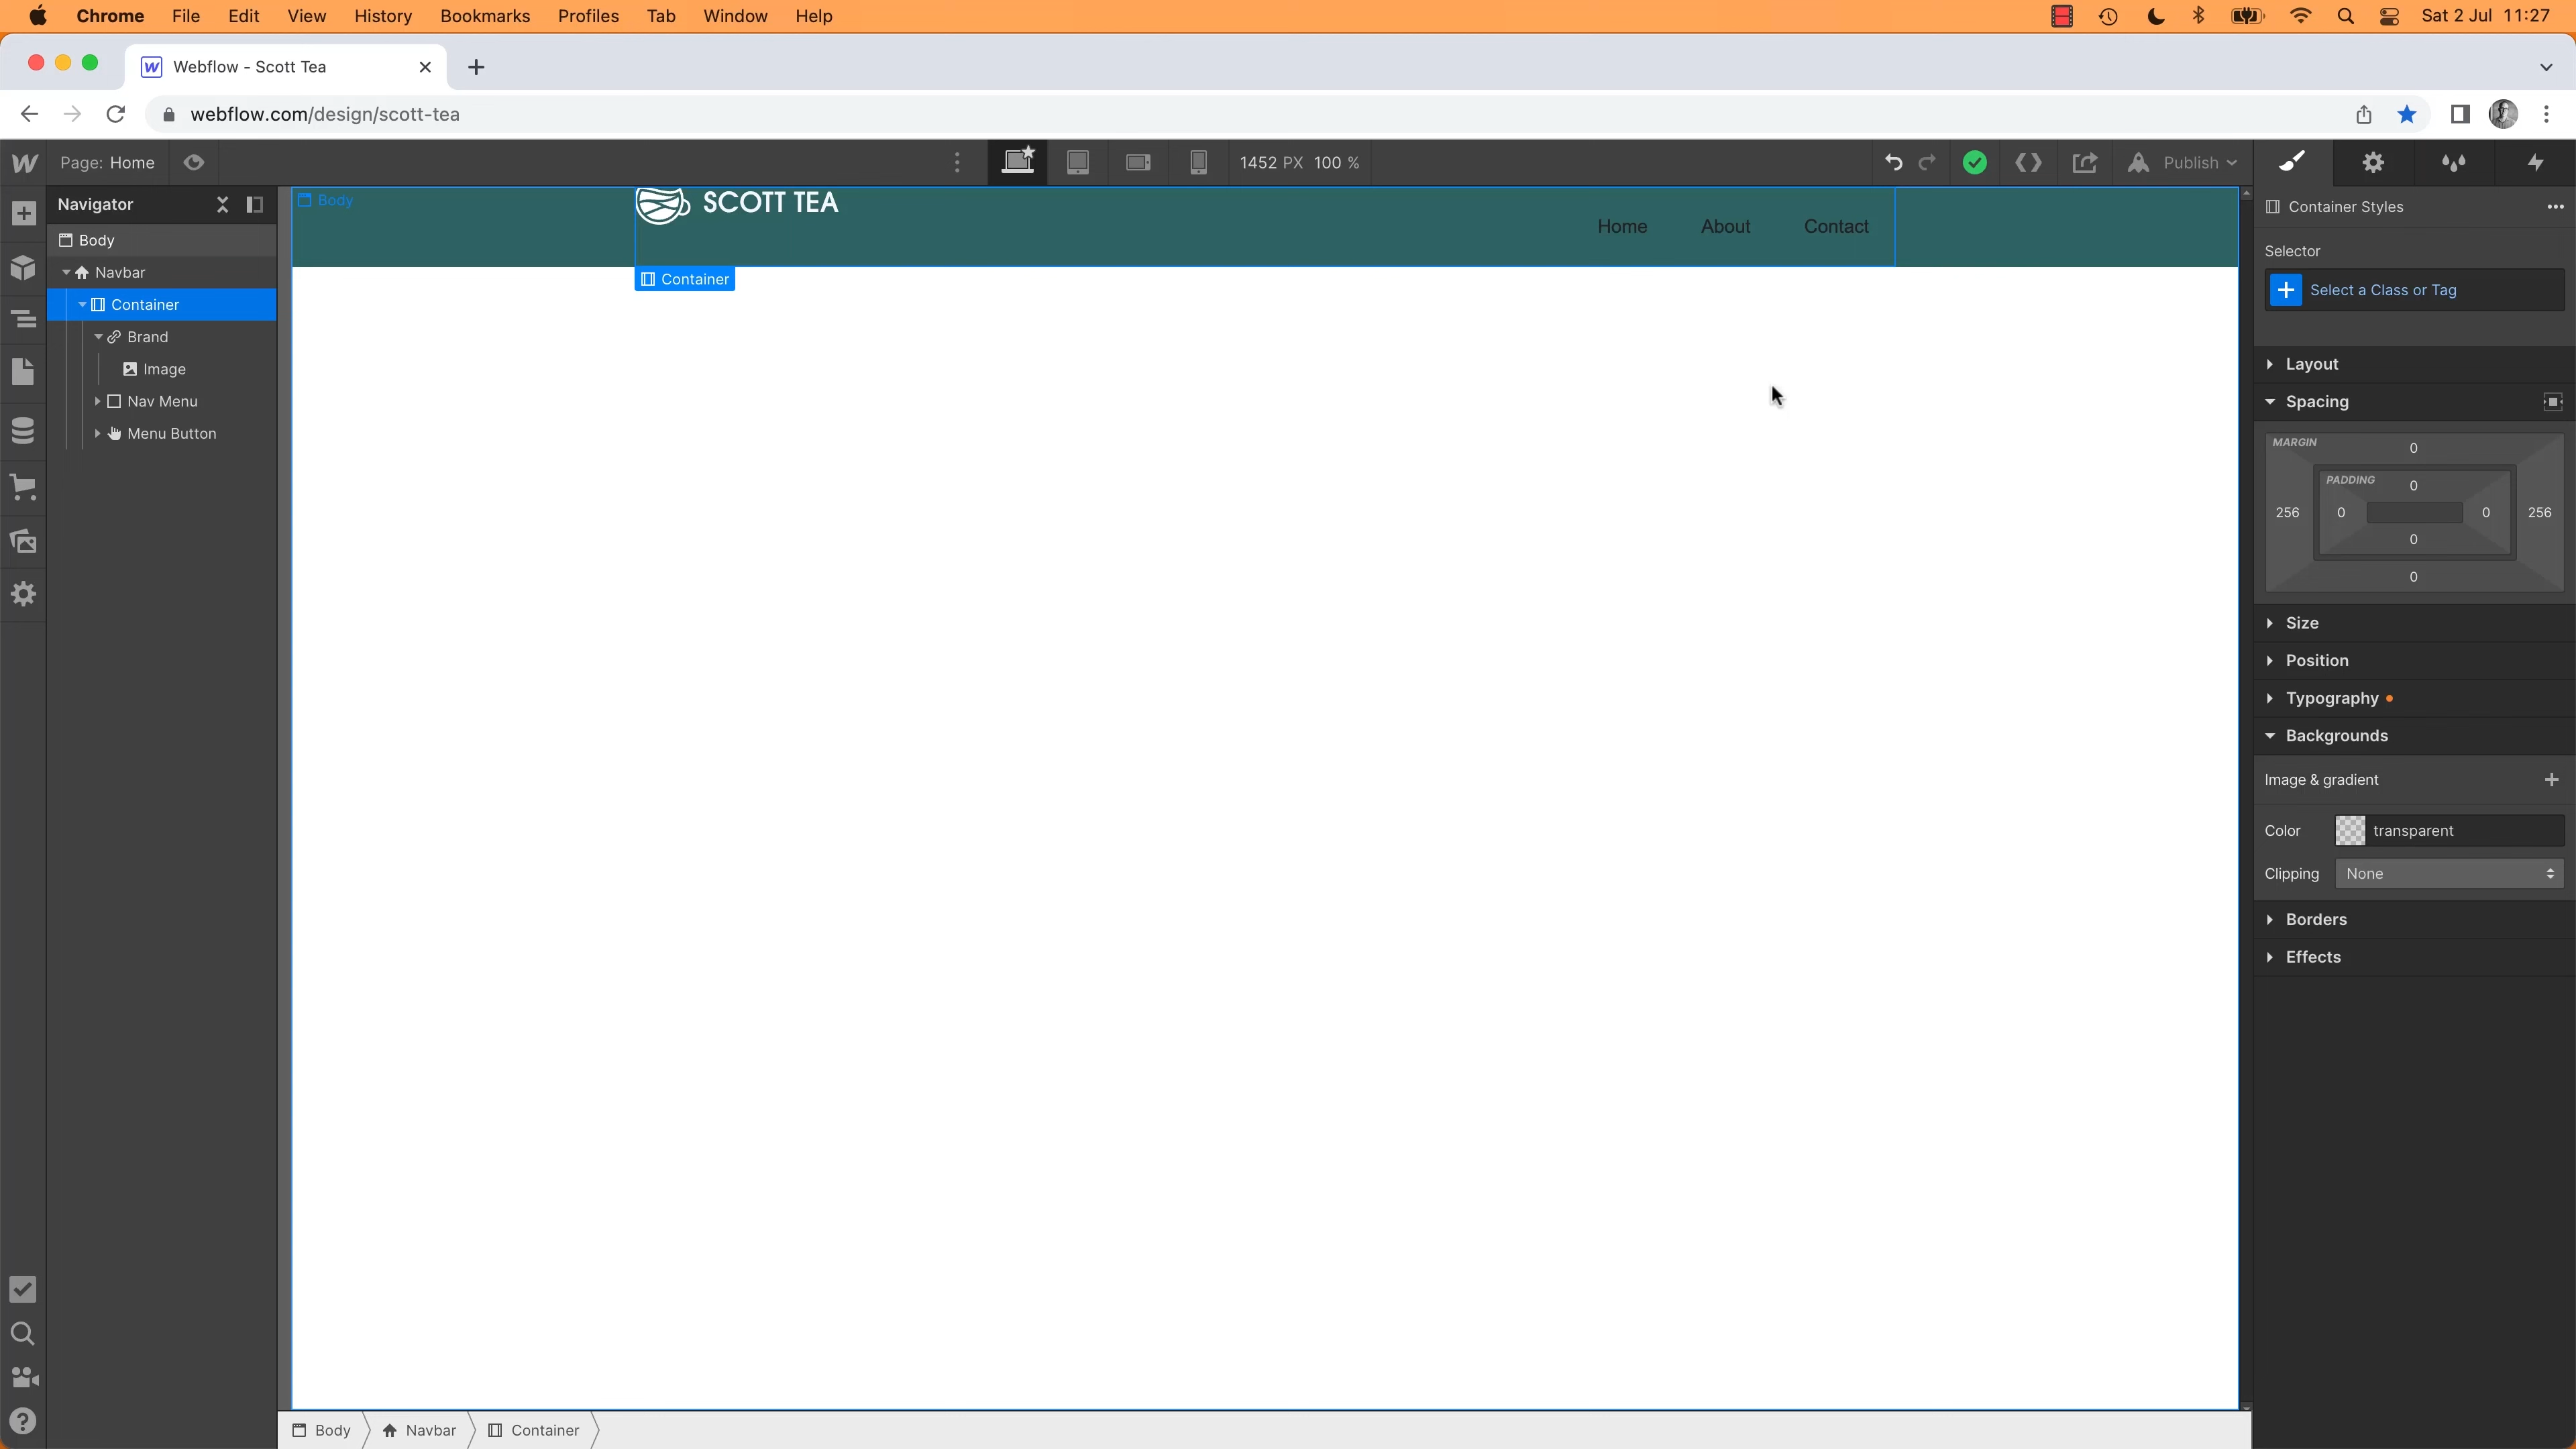 Chrome File Edit View History Bookmarks Profiles Tab Window Help Sat 2 Jul 11:27
Webflow - Scott Tea
webflow.com/design/scott-tea
Page: Home 1452 PX 100 % Publish
Navigator
Body
Navbar
Container
Brand
Image
Nav Menu
Menu Button
Body
SCOTT TEA
Home About Contact
Container
Container Styles
Selector
Select a Class or Tag
Layout
Spacing
MARGIN
0
PADDING
0
256 0 0 256
0
0
Size
Position
Typography
Backgrounds
Image & gradient
Color transparent
Clipping None
Borders
Effects
Body Navbar Container